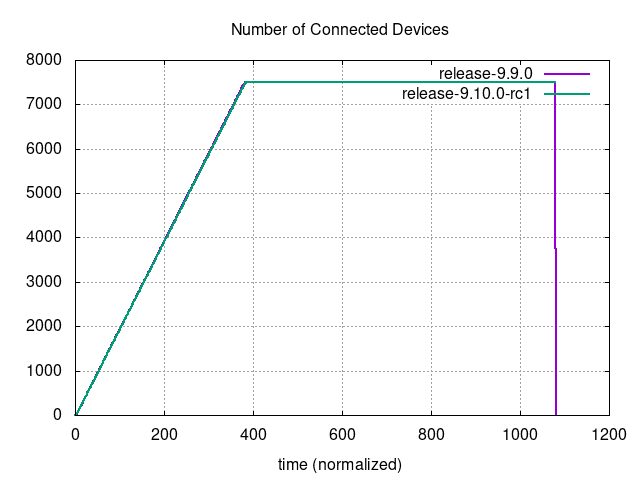 Number of Connected Devices
8000
7000
6000
5000
4000
3000
2000
1000
0
release-9.9.0
release-9.10.0-rc1
0 200 400 600 800 1000 1200
time (normalized)